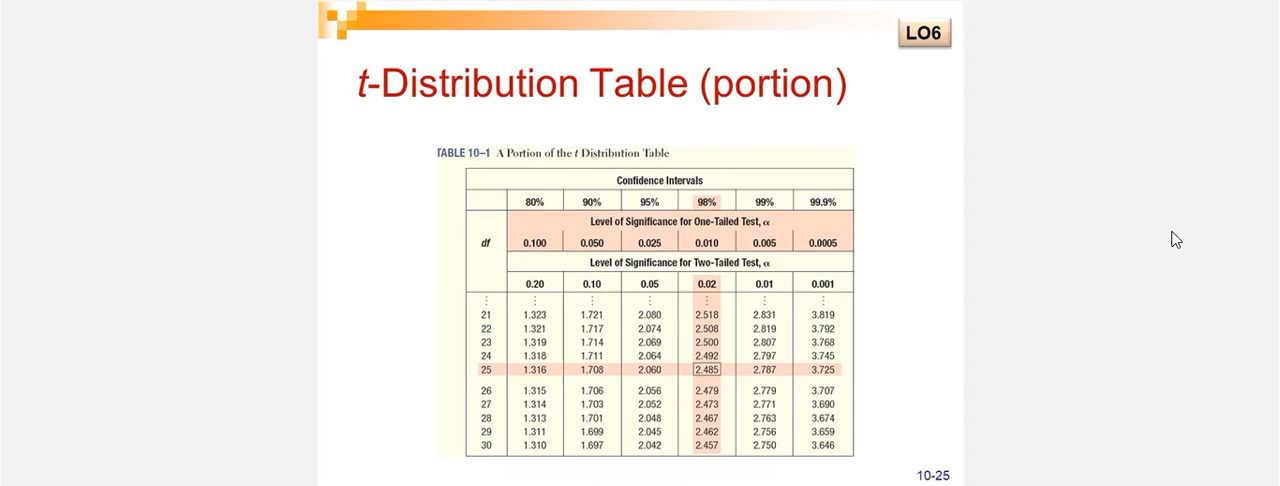 LO6
t-Distribution Table (portion)
TABLE 10–1 A Portion of the t Distribution Table
Confidence Intervals
80% 90% 95% 98% 99% 99.9%
Level of Significance for One-Tailed Test, α
df 0.100 0.050 0.025 0.010 0.005 0.0005
Level of Significance for Two-Tailed Test, α
0.20 0.10 0.05 0.02 0.01 0.001
⋮ ⋮ ⋮ ⋮ ⋮ ⋮ ⋮
21 1.323 1.721 2.080 2.518 2.831 3.819
22 1.321 1.717 2.074 2.508 2.819 3.792
23 1.319 1.714 2.069 2.500 2.807 3.768
24 1.318 1.711 2.064 2.492 2.797 3.745
25 1.316 1.708 2.060 2.485 2.787 3.725
26 1.315 1.706 2.056 2.479 2.779 3.707
27 1.314 1.703 2.052 2.473 2.771 3.690
28 1.313 1.701 2.048 2.467 2.763 3.674
29 1.311 1.699 2.045 2.462 2.756 3.659
30 1.310 1.697 2.042 2.457 2.750 3.646
10-25